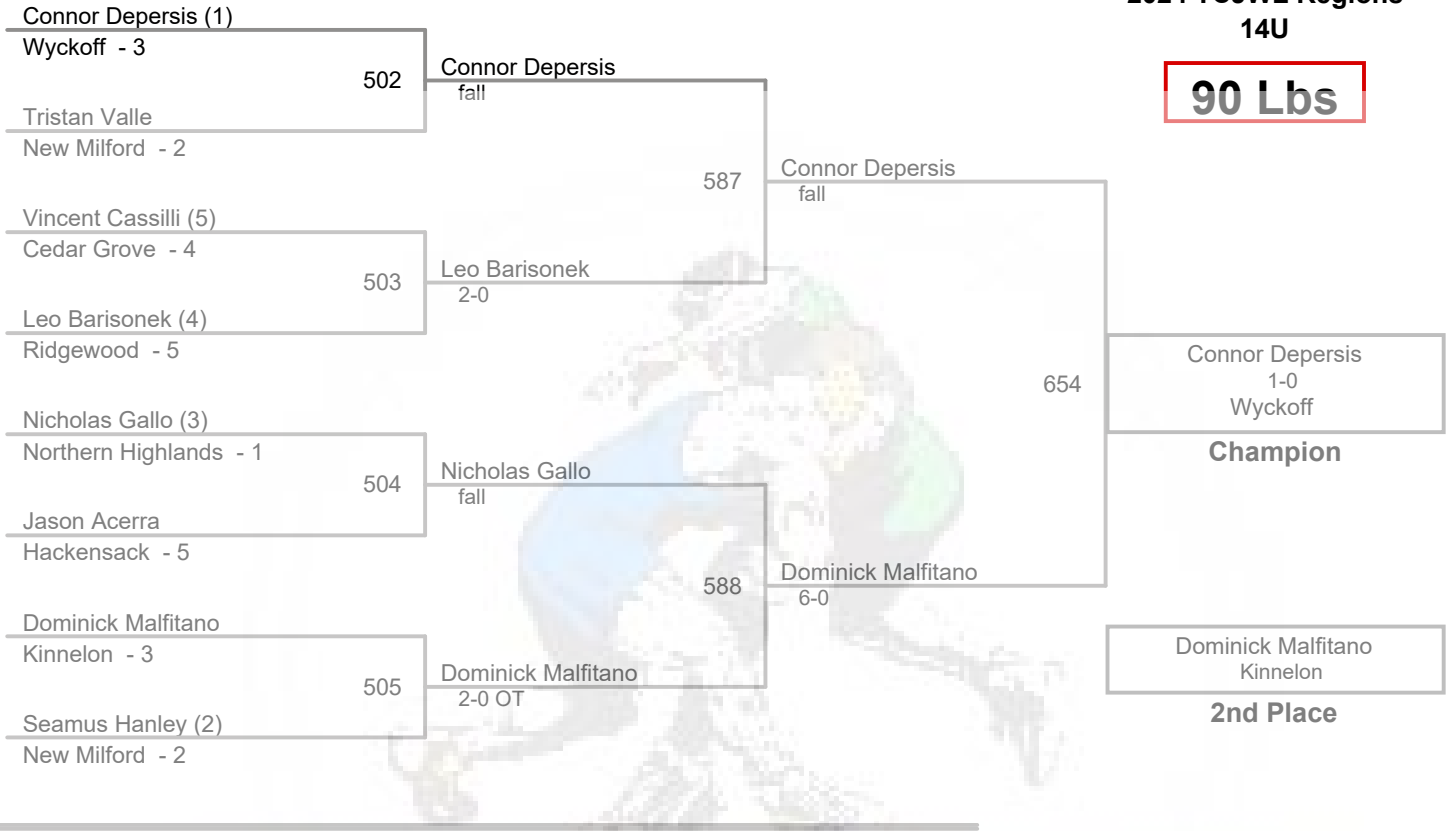 14U
90 Lbs
Connor Depersis (1)
Wyckoff - 3
502
Tristan Valle
New Milford - 2
Vincent Cassilli (5)
Cedar Grove - 4
503
Leo Barisonek (4)
Ridgewood - 5
Nicholas Gallo (3)
Northern Highlands - 1
504
Jason Acerra
Hackensack - 5
Dominick Malfitano
Kinnelon - 3
505
Seamus Hanley (2)
New Milford - 2
Connor Depersis
fall
587
Leo Barisonek
2-0
Nicholas Gallo
fall
588
Dominick Malfitano
2-0 OT
Connor Depersis
fall
654
Dominick Malfitano
6-0
Connor Depersis
1-0
Wyckoff
Champion
Dominick Malfitano
Kinnelon
2nd Place